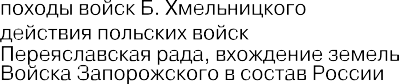 походы войск Б. Хмельницкого
действия польских войск
Переяславская рада, вхождение земель
Войска Запорожского в состав России